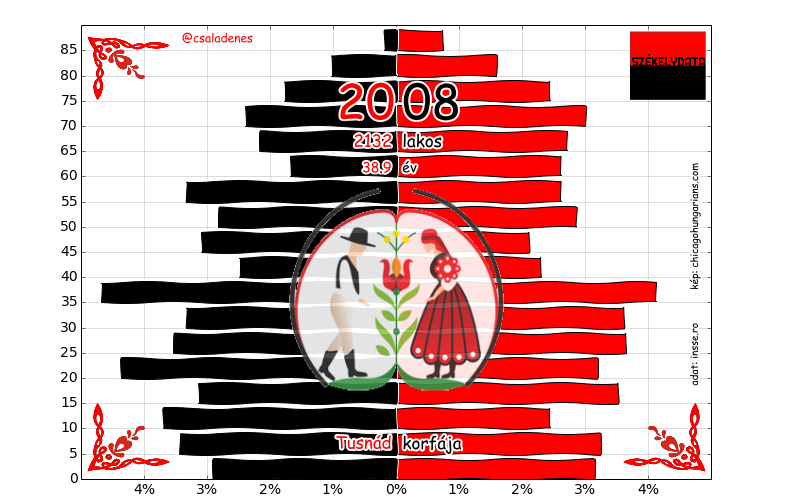 @csaladenes
SZÉKELYDATA
2008
2132 lakos
38.9 év
kép: chicagohungarians.com
adat: insse.ro
Tusnád korfája
85
80
75
70
65
60
55
50
45
40
35
30
25
20
15
10
5
0
4% 3% 2% 1% 0% 1% 2% 3% 4%